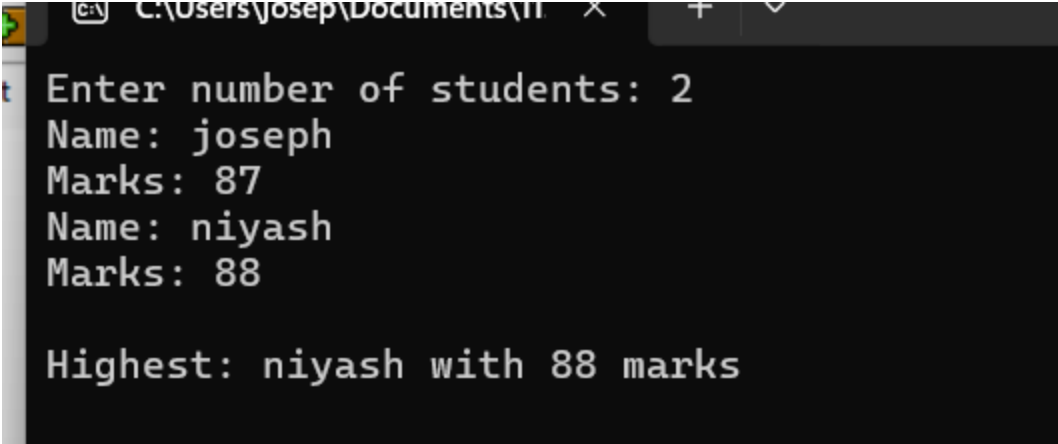 C:\Users\josep\Documents\
t
Enter number of students: 2
Name: joseph
Marks: 87
Name: niyash
Marks: 88
Highest: niyash with 88 marks